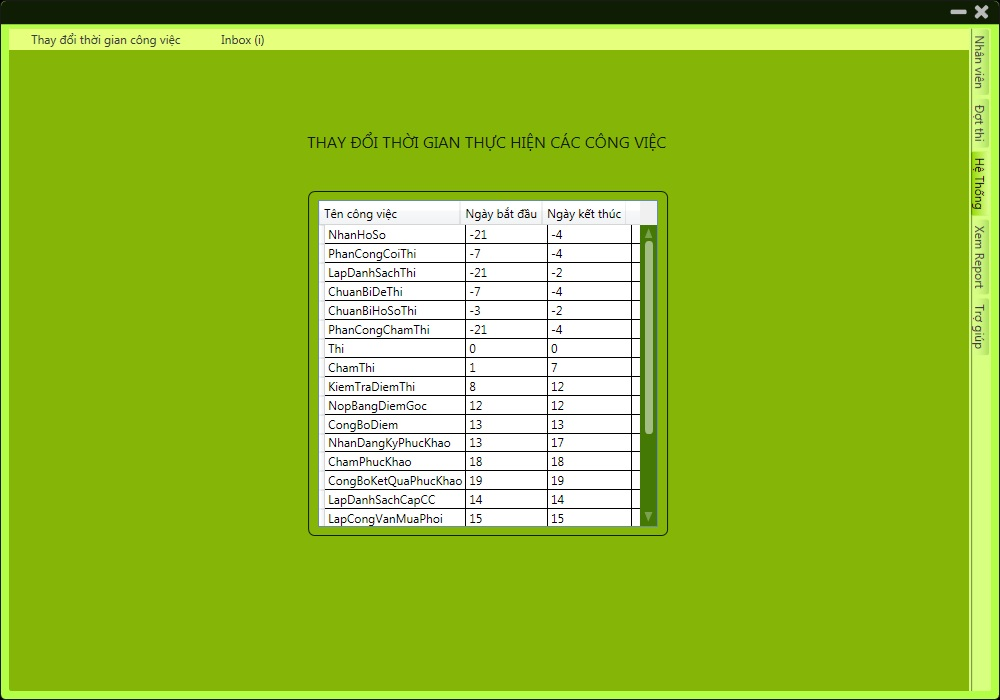 Thay đổi thời gian công việc Inbox (i)
THAY ĐỔI THỜI GIAN THỰC HIỆN CÁC CÔNG VIỆC
Tên công việc Ngày bắt đầu Ngày kết thúc
NhanHoSo -21 -4
PhanCongCoiThi -7 -4
LapDanhSachThi -21 -2
ChuanBiDeThi -7 -4
ChuanBiHoSoThi -3 -2
PhanCongChamThi -21 -4
Thi 0 0
ChamThi 1 7
KiemTraDiemThi 8 12
NopBangDiemGoc 12 12
CongBoDiem 13 13
NhanDangKyPhucKhao 13 17
ChamPhucKhao 18 18
CongBoKetQuaPhucKhao 19 19
LapDanhSachCapCC 14 14
LapCongVanMuaPhoi 15 15
Nhân viên
Đợt thi
Hệ Thống
Xem Report
Trợ giúp